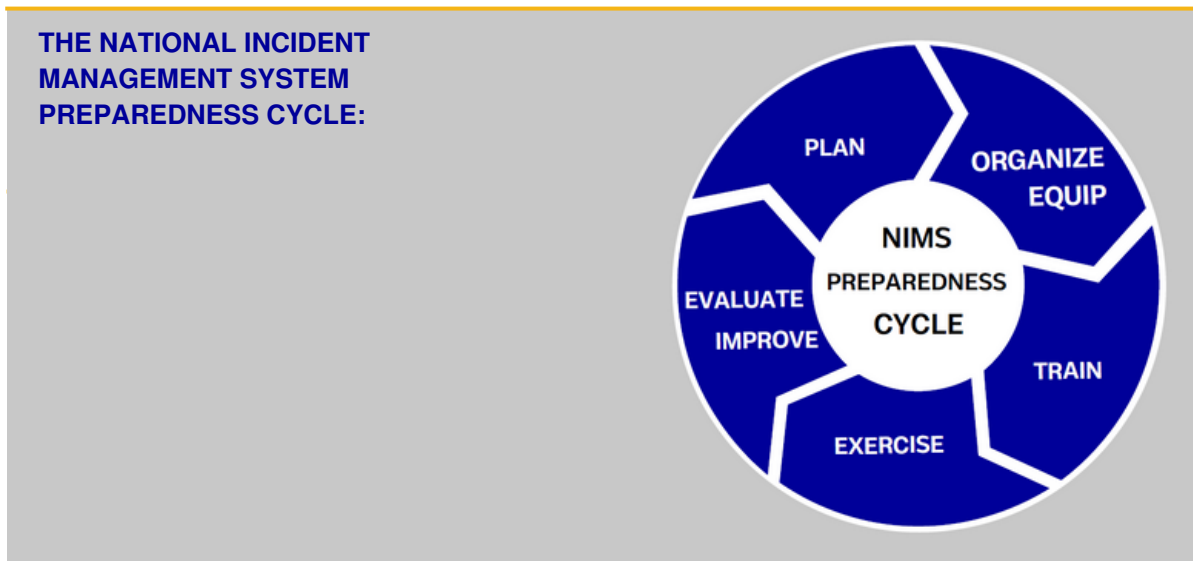 THE NATIONAL INCIDENT
MANAGEMENT SYSTEM
PREPAREDNESS CYCLE:
PLAN
ORGANIZE
EQUIP
TRAIN
EXERCISE
EVALUATE
IMPROVE
NIMS
PREPAREDNESS
CYCLE